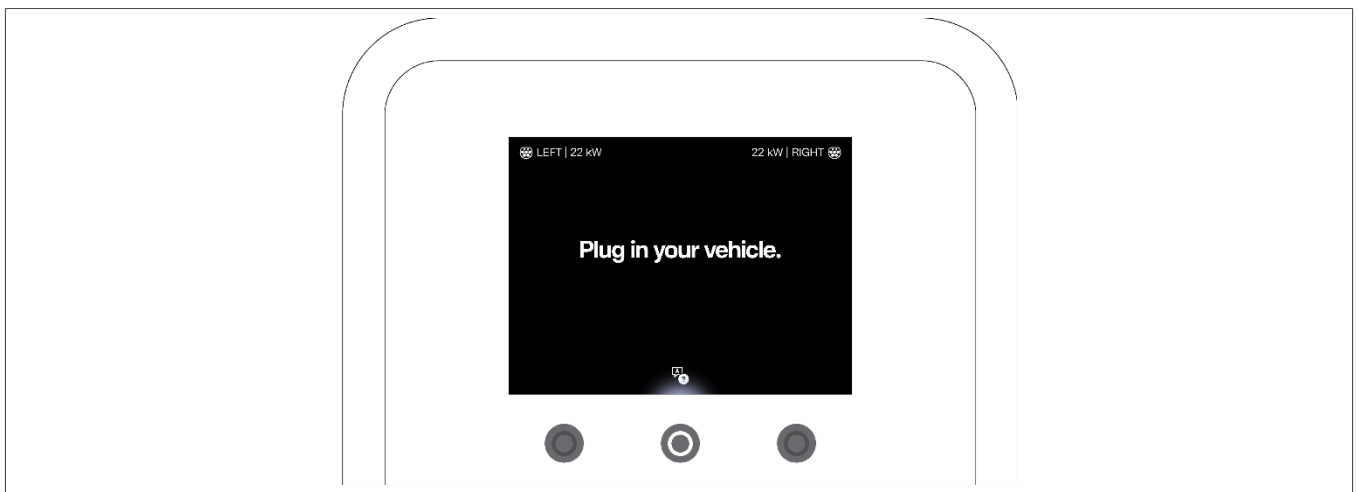 LEFT | 22 kW
22 kW | RIGHT
Plug in your vehicle.
A
?